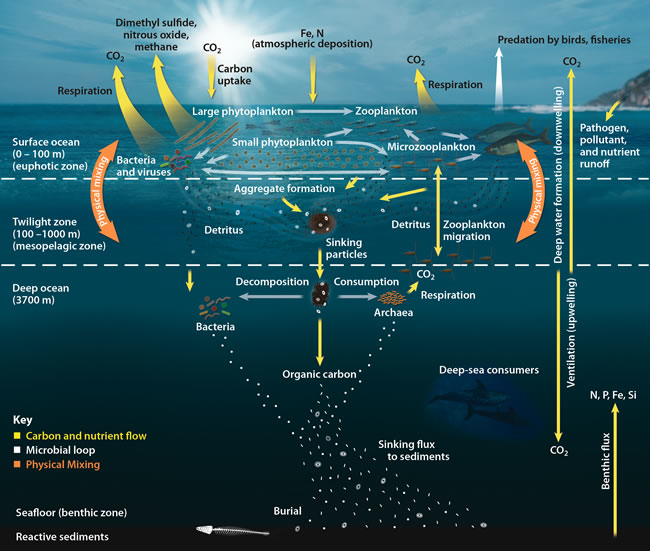 Dimethyl sulfide,
nitrous oxide,
methane
Fe, N
(atmospheric deposition)
Predation by birds, fisheries
CO2
CO2
CO2
CO2
Carbon
uptake
Respiration
Respiration
Large phytoplankton
Zooplankton
Small phytoplankton
Microzooplankton
Pathogen,
pollutant,
and nutrient
runoff
Surface ocean
(0 – 100 m)
(euphotic zone)
Bacteria
and viruses
Physical mixing
Physical mixing
Deep water formation (downwelling)
Aggregate formation
Twilight zone
(100 –1000 m)
(mesopelagic zone)
Detritus
Detritus
Zooplankton
migration
Sinking
particles
CO2
Deep ocean
(3700 m)
Decomposition
Consumption
Respiration
Bacteria
Archaea
Ventilation (upwelling)
Organic carbon
Deep-sea consumers
N, P, Fe, Si
Key
Carbon and nutrient flow
Microbial loop
Physical Mixing
Sinking flux
to sediments
CO2
Benthic flux
Seafloor (benthic zone)
Burial
Reactive sediments